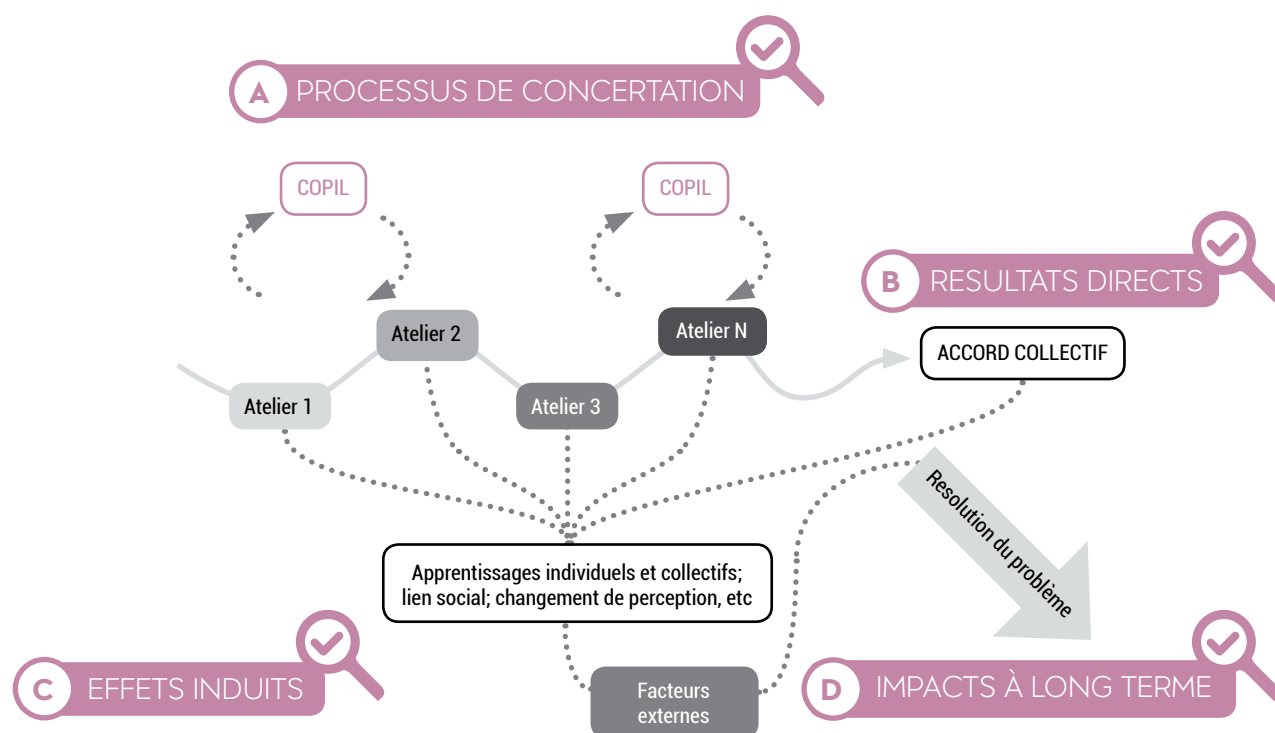 A PROCESSUS DE CONCERTATION
COPIL
COPIL
B RESULTATS DIRECTS
Atelier 2
Atelier N
ACCORD COLLECTIF
Atelier 1
Atelier 3
Resolution du problème
Apprentissages individuels et collectifs;
lien social; changement de perception, etc
C EFFETS INDUITS
Facteurs
externes
D IMPACTS À LONG TERME